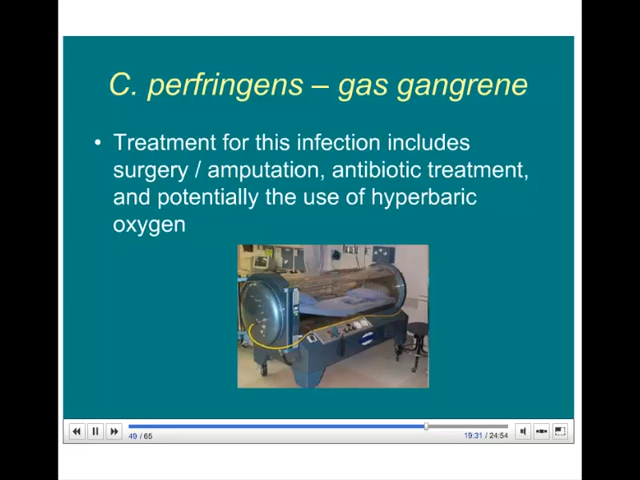 C. perfringens – gas gangrene
• Treatment for this infection includes
surgery / amputation, antibiotic treatment,
and potentially the use of hyperbaric
oxygen
49 / 65
19:31 / 24:54